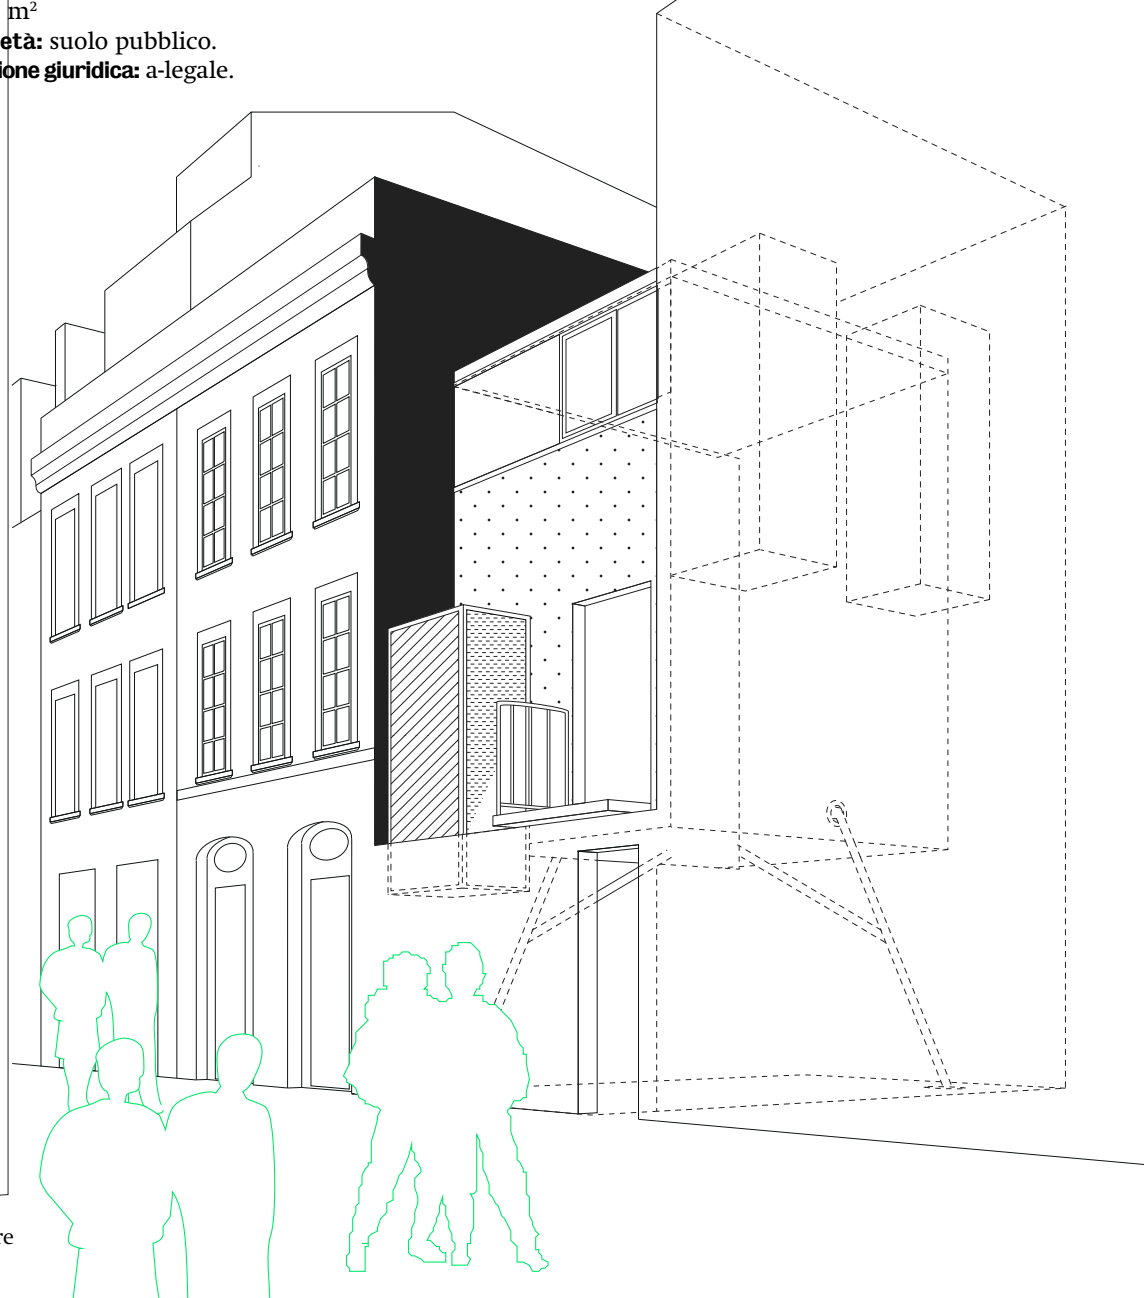 m²
età: suolo pubblico.
ione giuridica: a-legale.
re